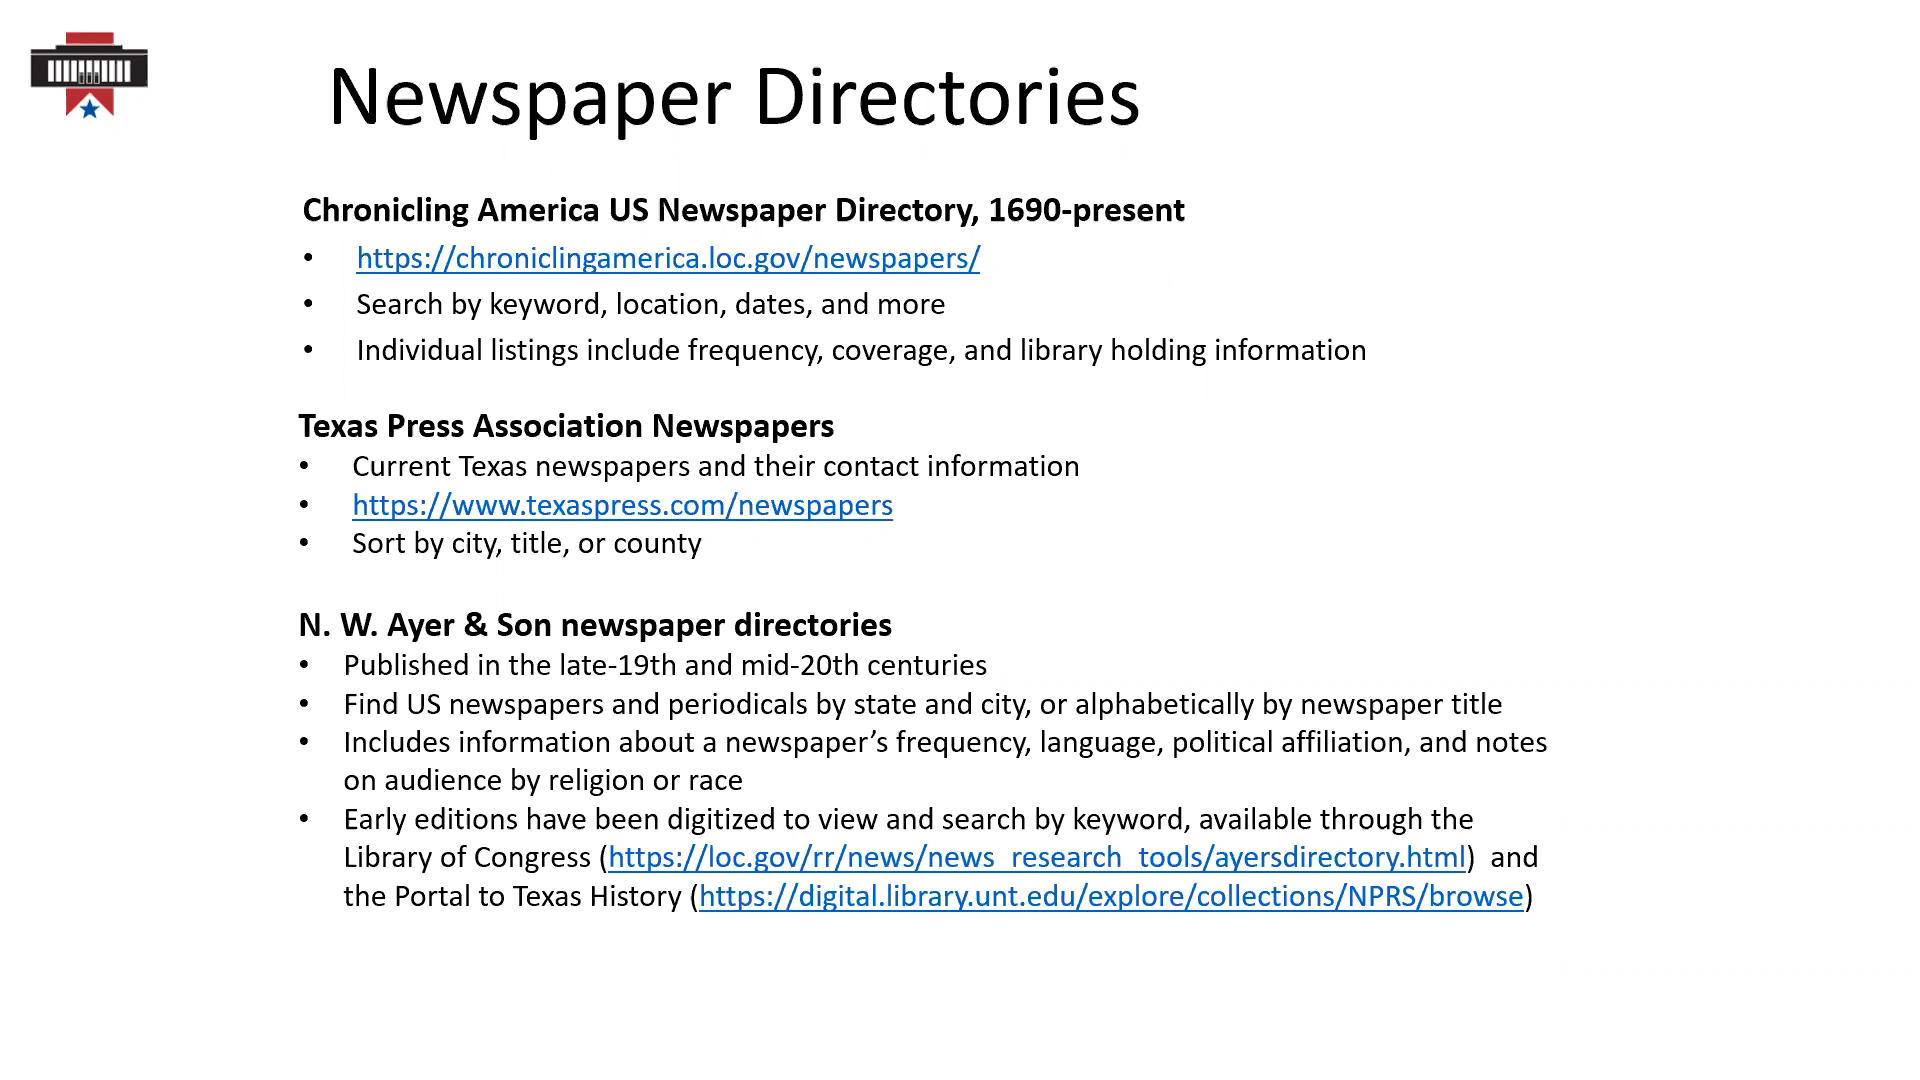 Newspaper Directories
Chronicling America US Newspaper Directory, 1690-present
• https://chroniclingamerica.loc.gov/newspapers/
• Search by keyword, location, dates, and more
• Individual listings include frequency, coverage, and library holding information
Texas Press Association Newspapers
• Current Texas newspapers and their contact information
• https://www.texaspress.com/newspapers
• Sort by city, title, or county
N. W. Ayer & Son newspaper directories
• Published in the late-19th and mid-20th centuries
• Find US newspapers and periodicals by state and city, or alphabetically by newspaper title
• Includes information about a newspaper’s frequency, language, political affiliation, and notes
on audience by religion or race
• Early editions have been digitized to view and search by keyword, available through the
Library of Congress (https://loc.gov/rr/news/news_research_tools/ayersdirectory.html) and
the Portal to Texas History (https://digital.library.unt.edu/explore/collections/NPRS/browse)